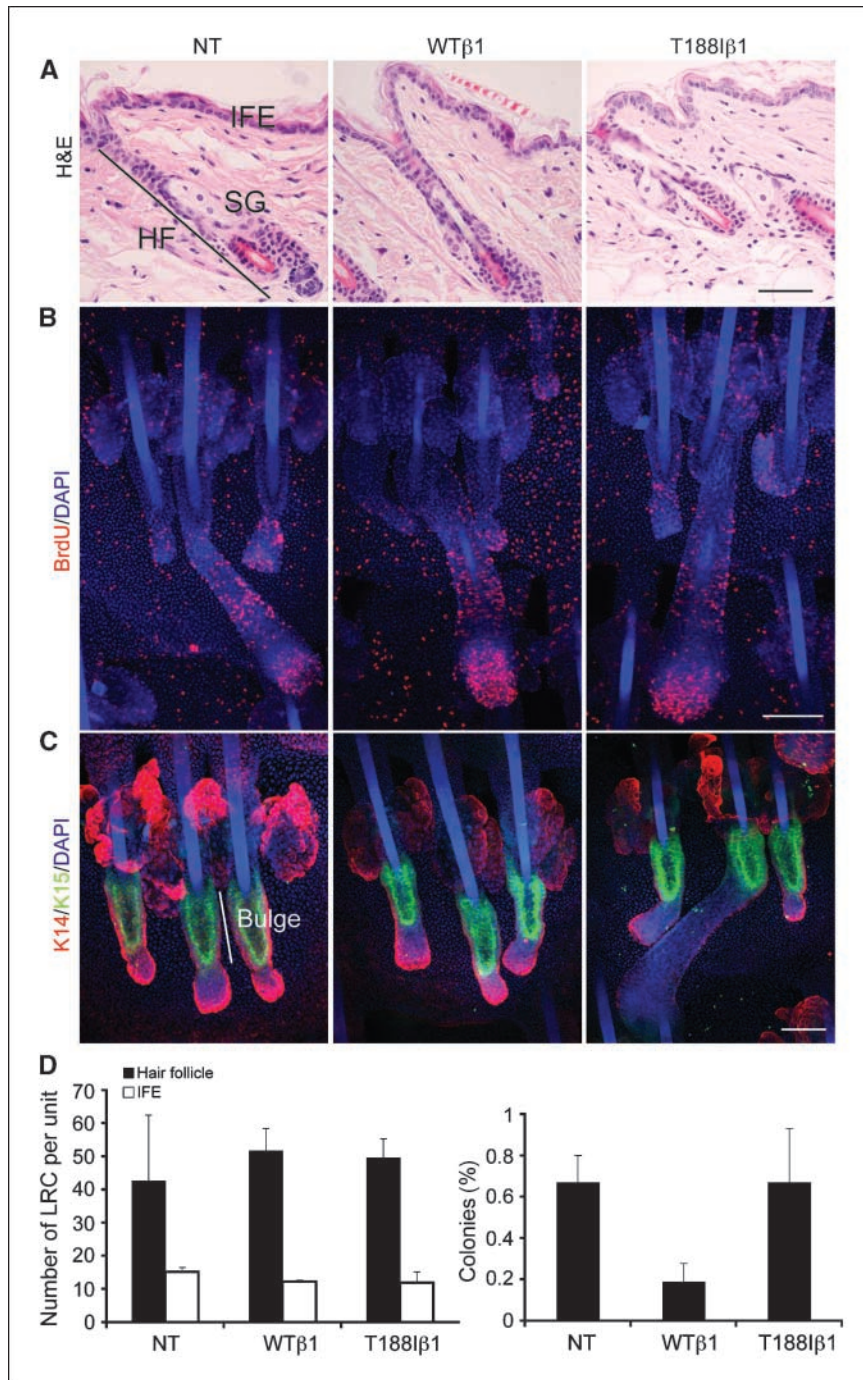 NT WTβ1 T188Iβ1
A
H&E
IFE
SG
HF
B
BrdU/DAPI
C
K14/K15/DAPI
Bulge
D
Hair follicle
IFE
Number of LRC per unit
70
60
50
40
30
20
10
0
NT WTβ1 T188Iβ1
Colonies (%)
1
0.8
0.6
0.4
0.2
0
NT WTβ1 T188Iβ1